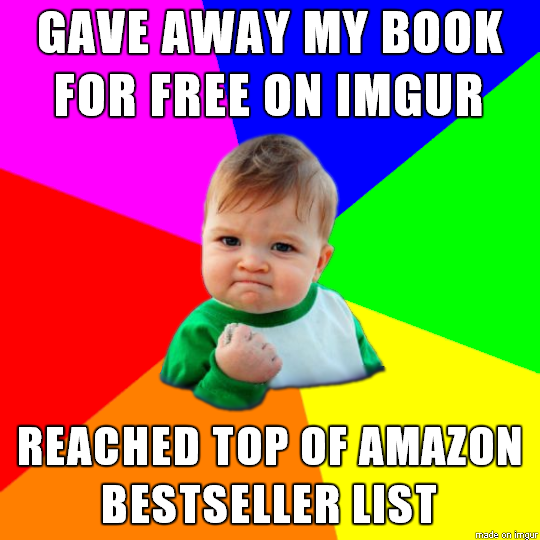 GAVE AWAY MY BOOK
FOR FREE ON IMGUR
REACHED TOP OF AMAZON
BESTSELLER LIST
made on imgur